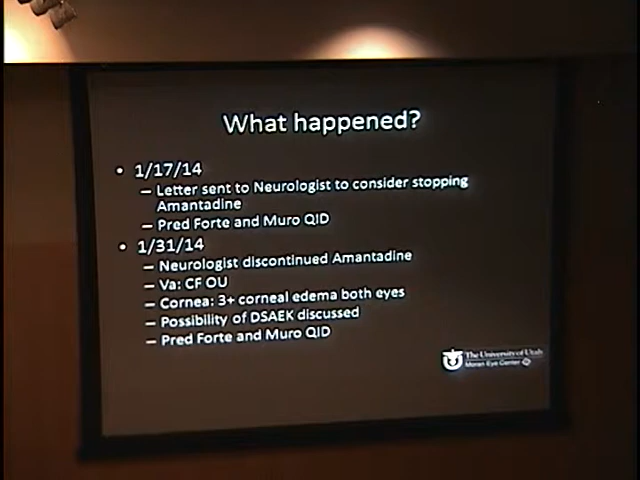 What happened?
• 1/17/14
– Letter sent to Neurologist to consider stopping
Amantadine
– Pred Forte and Muro QID
• 1/31/14
– Neurologist discontinued Amantadine
– Va: CF OU
– Cornea: 3+ corneal edema both eyes
– Possibility of DSAEK discussed
– Pred Forte and Muro QID
The University of Utah
Moran Eye Center